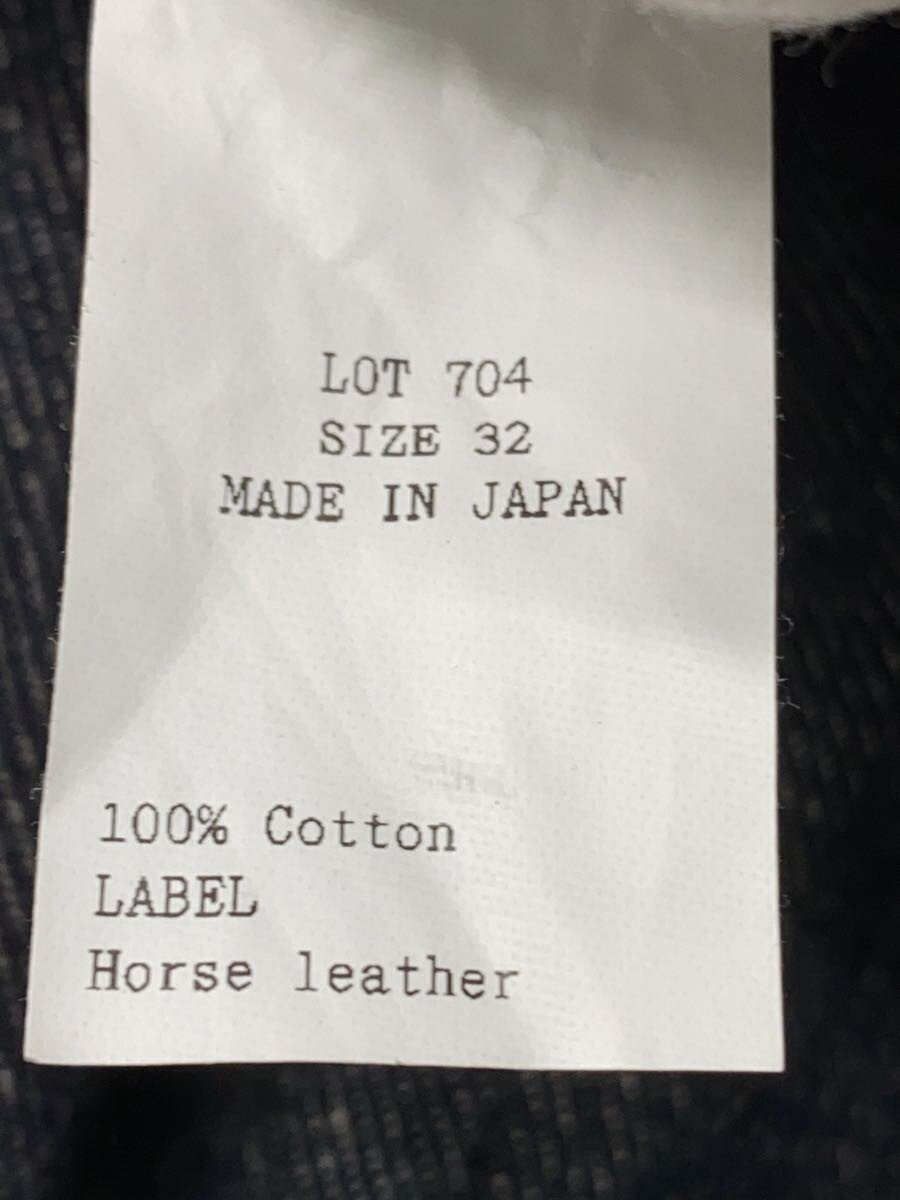 LOT 704
SIZE 32
MADE IN JAPAN
100% Cotton
LABEL
Horse leather